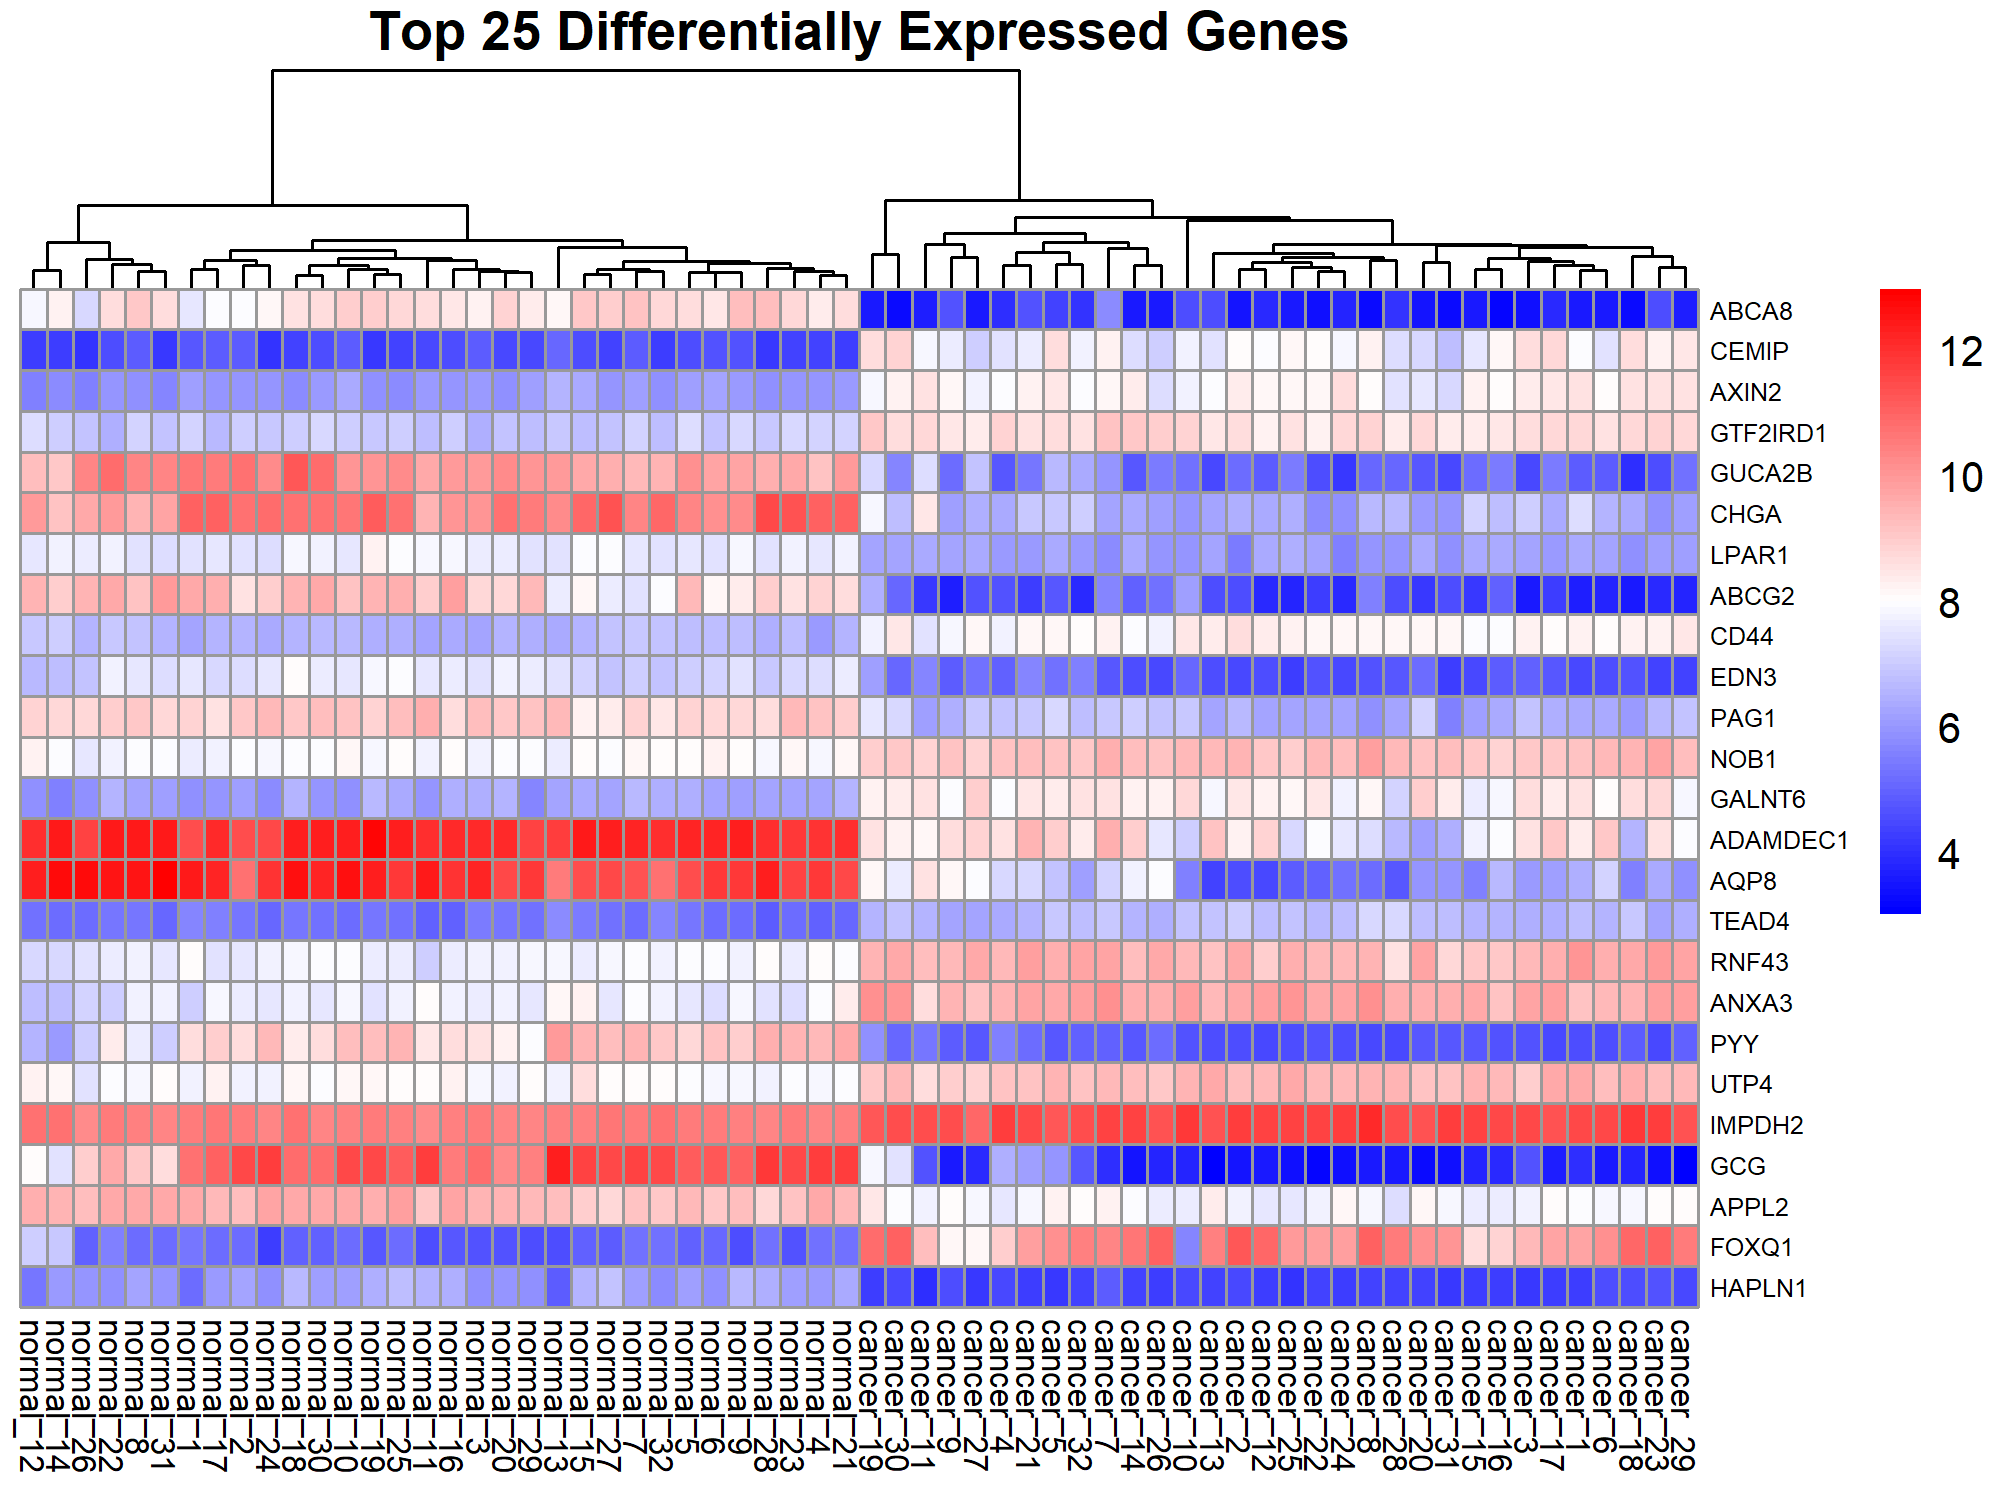 Top 25 Differentially Expressed Genes
ABCA8
CEMIP
AXIN2
GTF2IRD1
GUCA2B
CHGA
LPAR1
ABCG2
CD44
EDN3
PAG1
NOB1
GALNT6
ADAMDEC1
AQP8
TEAD4
RNF43
ANXA3
PYY
UTP4
IMPDH2
GCG
APPL2
FOXQ1
HAPLN1
12
10
8
6
4
normal_12
normal_14
normal_26
normal_22
normal_8
normal_31
normal_1
normal_17
normal_2
normal_24
normal_18
normal_30
normal_10
normal_19
normal_25
normal_11
normal_16
normal_3
normal_20
normal_29
normal_13
normal_15
normal_27
normal_7
normal_32
normal_5
normal_6
normal_9
normal_28
normal_23
normal_4
normal_21
cancer_19
cancer_30
cancer_11
cancer_9
cancer_27
cancer_4
cancer_21
cancer_5
cancer_32
cancer_7
cancer_14
cancer_26
cancer_10
cancer_13
cancer_2
cancer_12
cancer_25
cancer_22
cancer_24
cancer_8
cancer_28
cancer_20
cancer_31
cancer_15
cancer_16
cancer_3
cancer_17
cancer_1
cancer_6
cancer_18
cancer_23
cancer_29